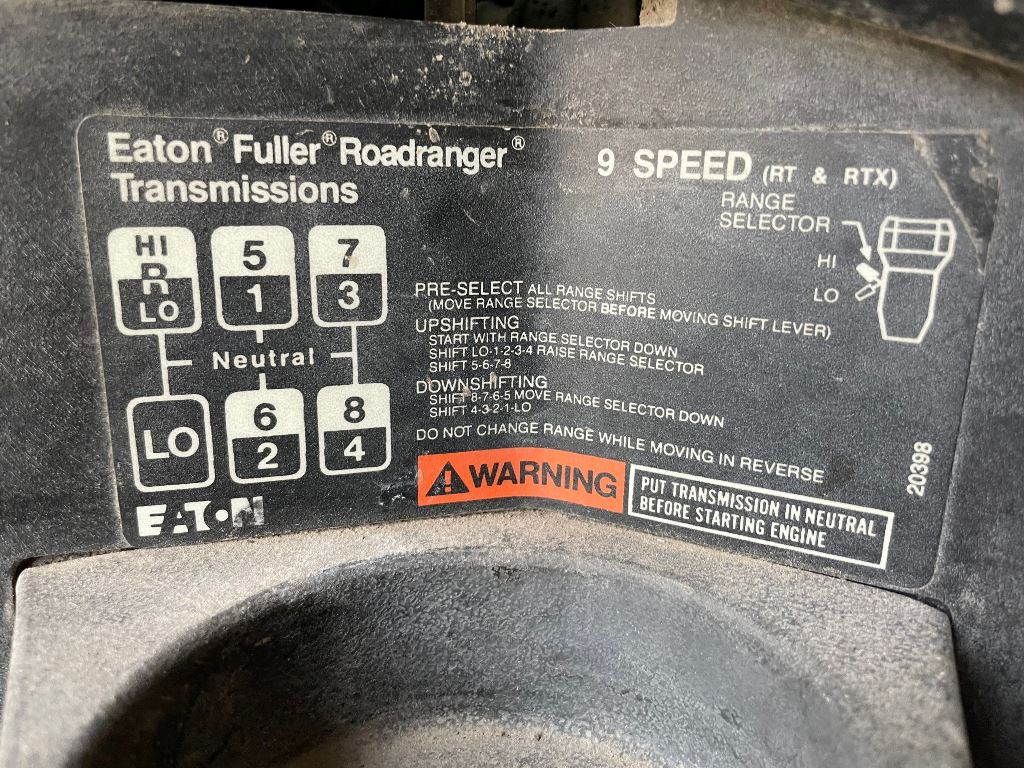 Eaton® Fuller® Roadranger®
Transmissions
9 SPEED (RT & RTX)
RANGE
SELECTOR
HI
LO
HI
R
LO
5
1
7
3
Neutral
LO
6
2
8
4
PRE-SELECT ALL RANGE SHIFTS
(MOVE RANGE SELECTOR BEFORE MOVING SHIFT LEVER)
UPSHIFTING
START WITH RANGE SELECTOR DOWN
SHIFT LO-1-2-3-4 RAISE RANGE SELECTOR
SHIFT 5-6-7-8
DOWNSHIFTING
SHIFT 8-7-6-5 MOVE RANGE SELECTOR DOWN
SHIFT 4-3-2-1-LO
DO NOT CHANGE RANGE WHILE MOVING IN REVERSE
WARNING
PUT TRANSMISSION IN NEUTRAL
BEFORE STARTING ENGINE
20398
EATON